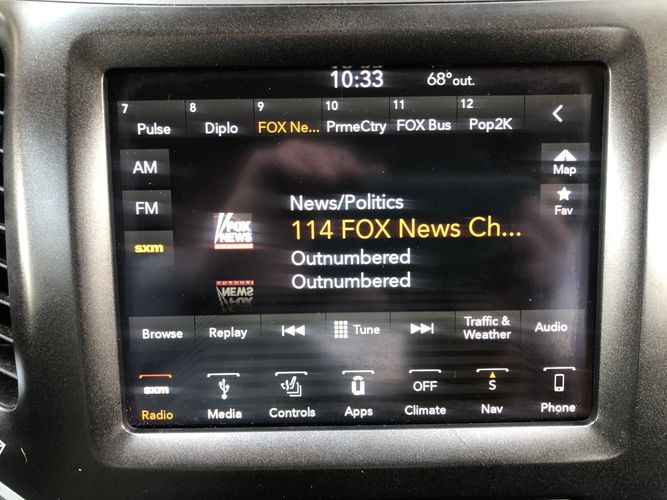 10:33 68°out.
7 8 9 10 11 12
Pulse Diplo FOX Ne... PrmeCtry FOX Bus Pop2K
AM
Map
FM
Fav
sxm
News/Politics
FOX NEWS channel
114 FOX News Ch...
Outnumbered
Outnumbered
Browse Replay Tune Traffic & Weather Audio
sxm OFF S
Radio Media Controls Apps Climate Nav Phone